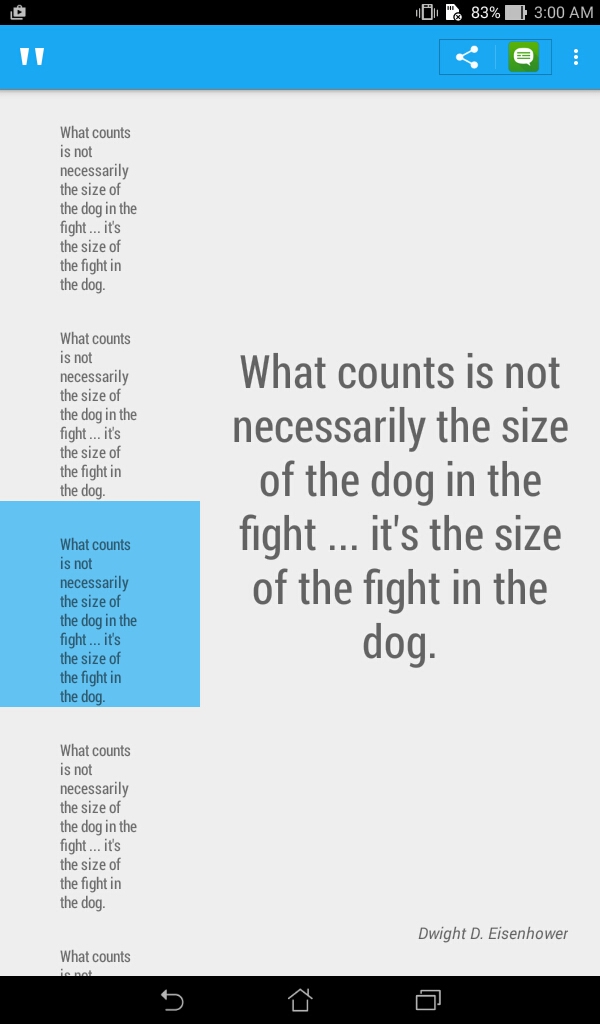 83% 3:00 AM
What counts
is not
necessarily
the size of
the dog in the
fight ... it's
the size of
the fight in
the dog.
What counts
is not
necessarily
the size of
the dog in the
fight ... it's
the size of
the fight in
the dog.
What counts
is not
necessarily
the size of
the dog in the
fight ... it's
the size of
the fight in
the dog.
What counts
is not
necessarily
the size of
the dog in the
fight ... it's
the size of
the fight in
the dog.
What counts
is not
What counts is not
necessarily the size
of the dog in the
fight ... it's the size
of the fight in the
dog.
Dwight D. Eisenhower